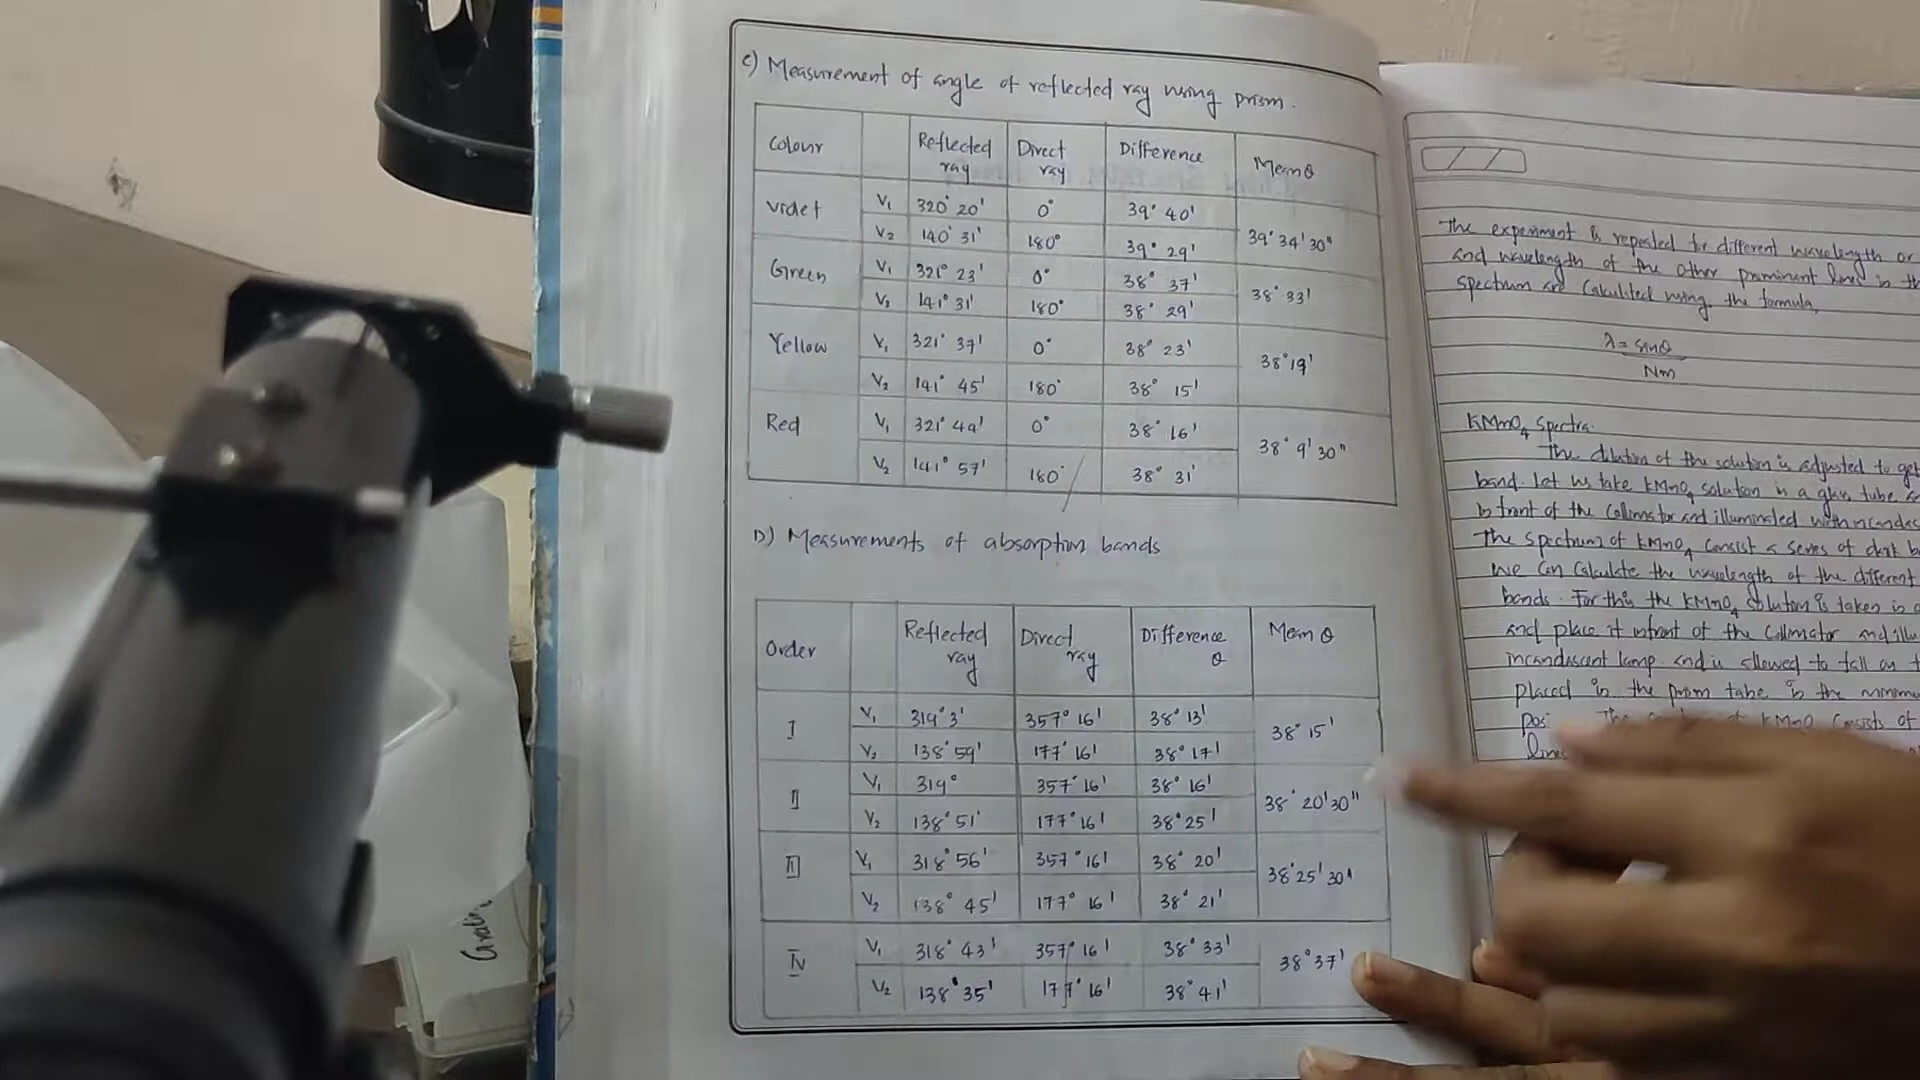 c) Measurement of angle of reflected ray using prism.
Colour Reflected ray Direct ray Difference Mean θ
Violet V₁ 320° 20' 0° 39° 40' 39° 34' 30"
V₂ 140° 31' 180° 39° 29'
Green V₁ 321° 23' 0° 38° 37' 38° 33'
V₂ 141° 31' 180° 38° 29'
Yellow V₁ 321° 37' 0° 38° 23' 38° 19'
V₂ 141° 45' 180° 38° 15'
Red V₁ 321° 44' 0° 38° 16' 38° 9' 30"
V₂ 141° 57' 180° 38° 31'
D) Measurements of absorption bands
Order Reflected ray Direct ray Difference θ Mean θ
I V₁ 319° 3' 357° 16' 38° 13' 38° 15'
V₂ 138° 59' 177° 16' 38° 17'
II V₁ 319° 357° 16' 38° 16' 38° 20' 30"
V₂ 138° 51' 177° 16' 38° 25'
III V₁ 318° 56' 357° 16' 38° 20' 38° 25' 30"
V₂ 138° 45' 177° 16' 38° 21'
IV V₁ 318° 43' 357° 16' 38° 33' 38° 37'
V₂ 138° 35' 177° 16' 38° 41'
The experiment is repeated for different wavelength or
and wavelength of the other prominent lines in
spectrum are Calculated using the formula,
λ = sinθ
Nm
KMnO₄ Spectra.
The dilution of the solution is adjusted to get
band. Let us take KMnO₄ solution in a glass tube
in front of the Collimator and illuminated with
The spectrum of KMnO₄ consist a series of dark
we can Calculate the wavelength of the different
bands. For this the KMnO₄ solution is taken in
and place it infront of the Collimator and
incandascent lamp and is allowed to fall on
placed in the prism table in the
The KMnO₄ consists of